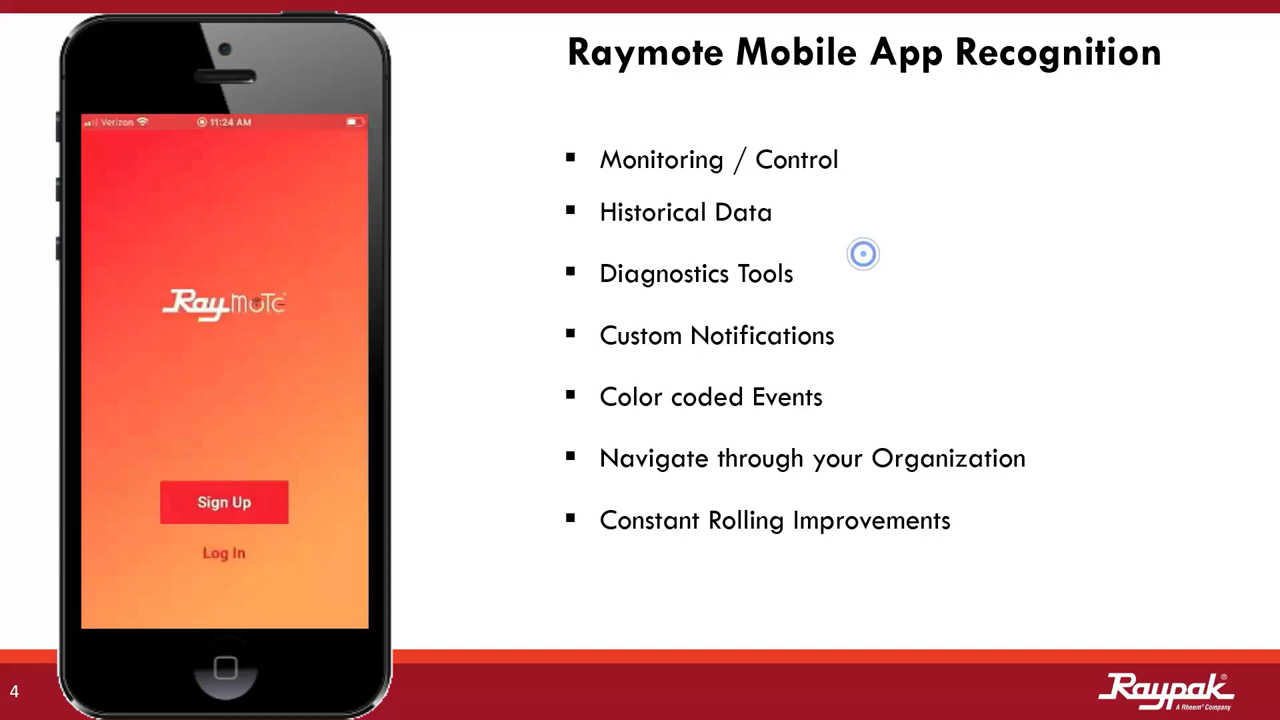 Raymote Mobile App Recognition
Verizon 11:24 AM
Raymote
Sign Up
Log In
Monitoring / Control
Historical Data
Diagnostics Tools
Custom Notifications
Color coded Events
Navigate through your Organization
Constant Rolling Improvements
4
Raypak®
A Rheem® Company